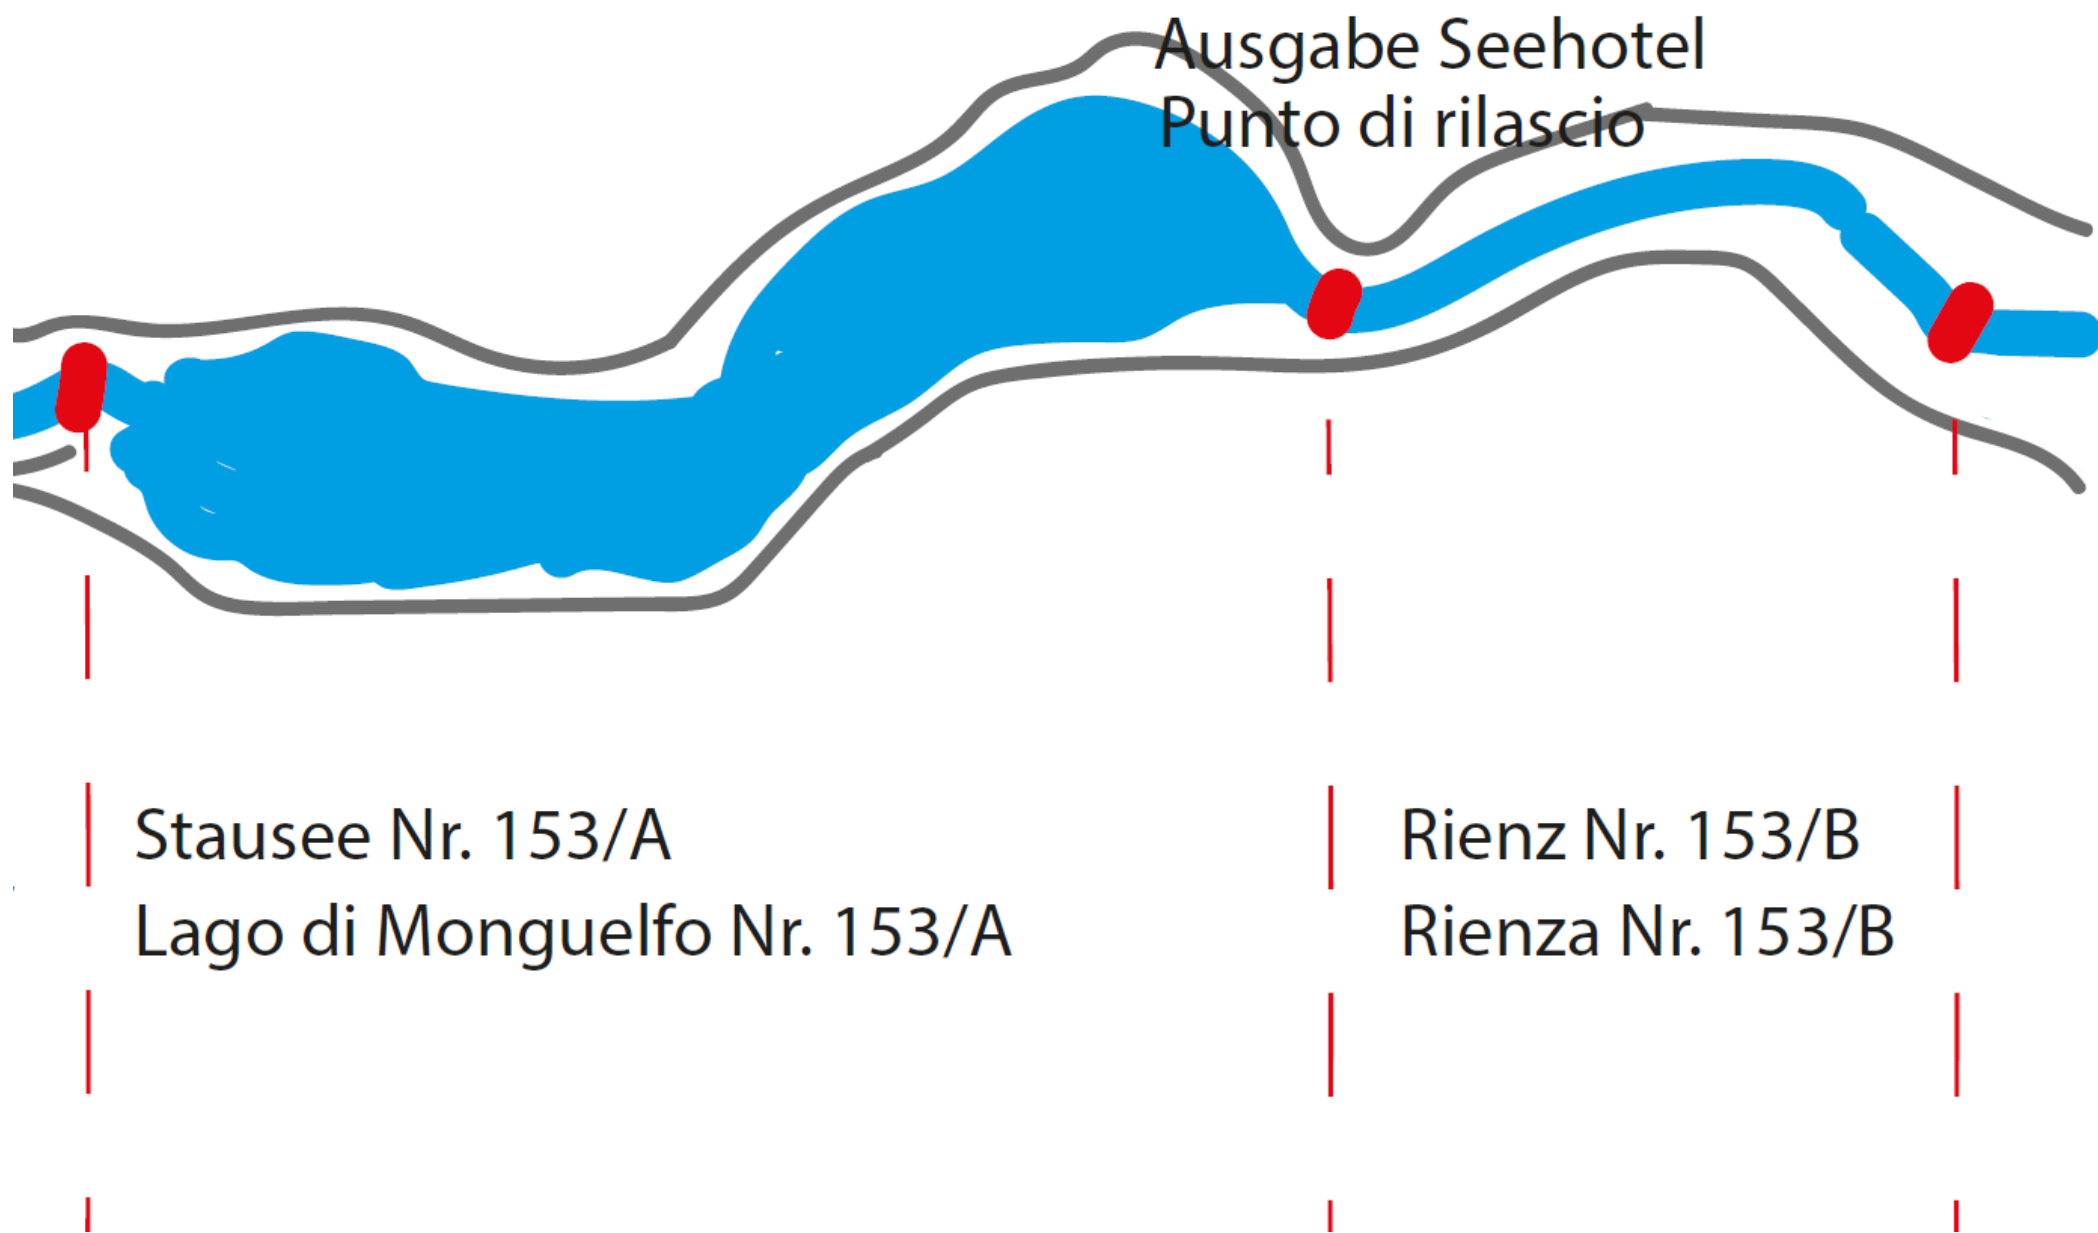 Ausgabe Seehotel
Punto di rilascio
Stausee Nr. 153/A
Lago di Monguelfo Nr. 153/A
Rienz Nr. 153/B
Rienza Nr. 153/B